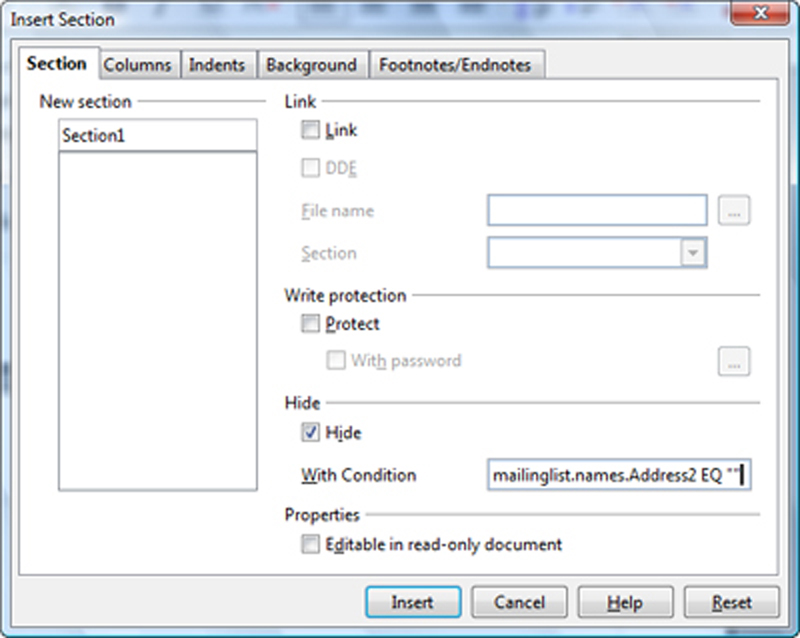 Insert Section
Section Columns Indents Background Footnotes/Endnotes
New section
Section1
Link
Link
DDE
File name
...
Section
Write protection
Protect
With password
...
Hide
Hide
With Condition
mailinglist.names.Address2 EQ ""
Properties
Editable in read-only document
Insert Cancel Help Reset